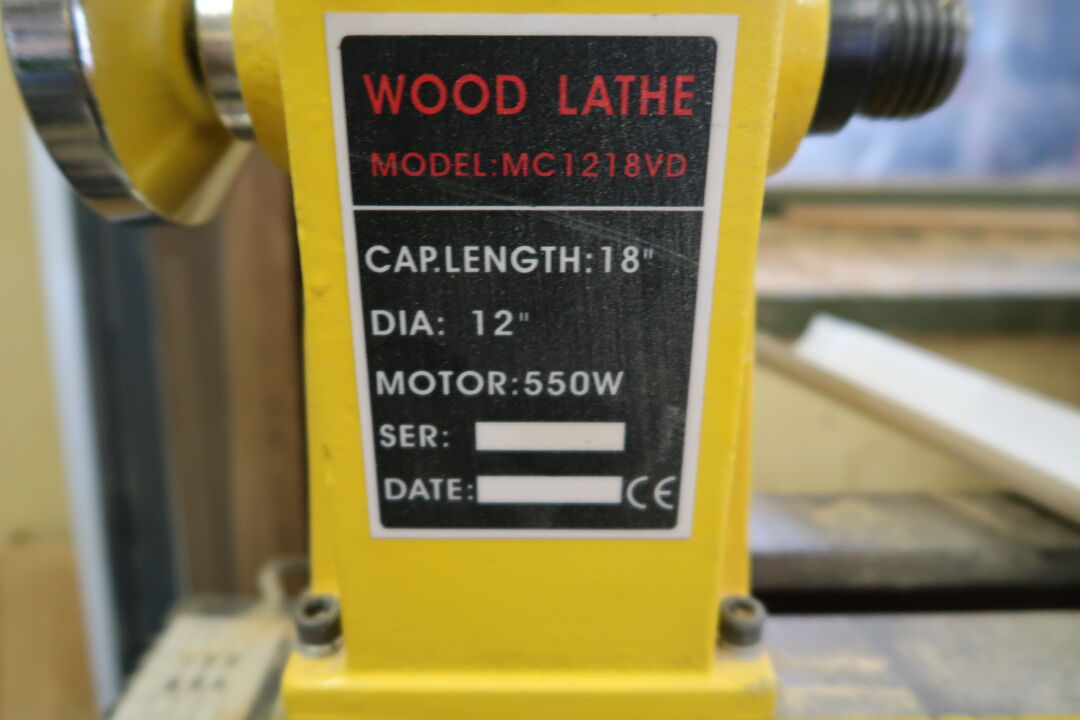 WOOD LATHE
MODEL:MC1218VD
CAP.LENGTH:18"
DIA: 12"
MOTOR:550W
SER:
DATE: CE